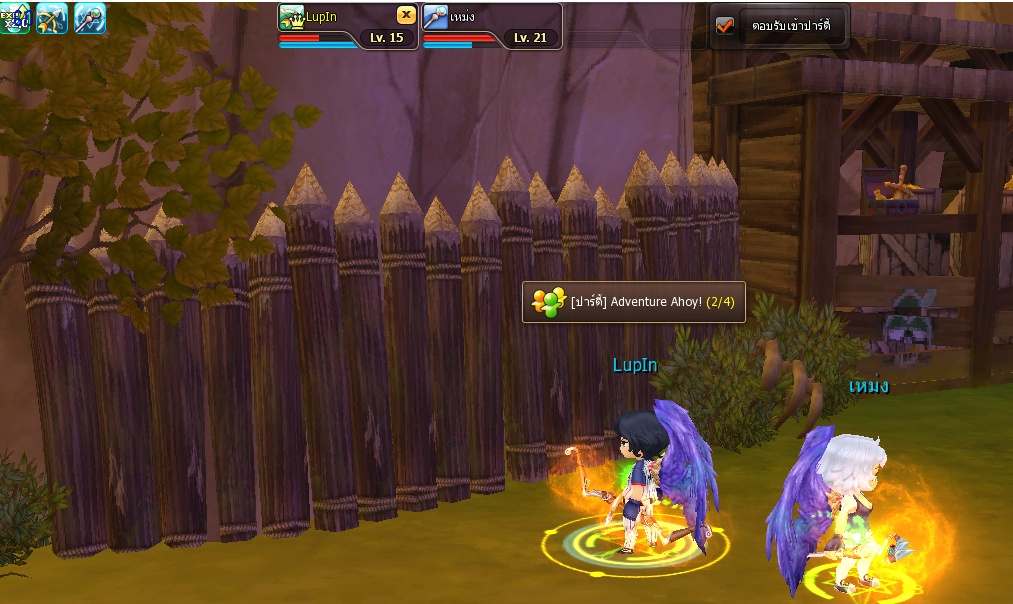 LupIn
Lv. 15
เหม่ง
Lv. 21
ตอบรับเข้าปาร์ตี้
[ปาร์ตี้] Adventure Ahoy! (2/4)
LupIn
เหม่ง